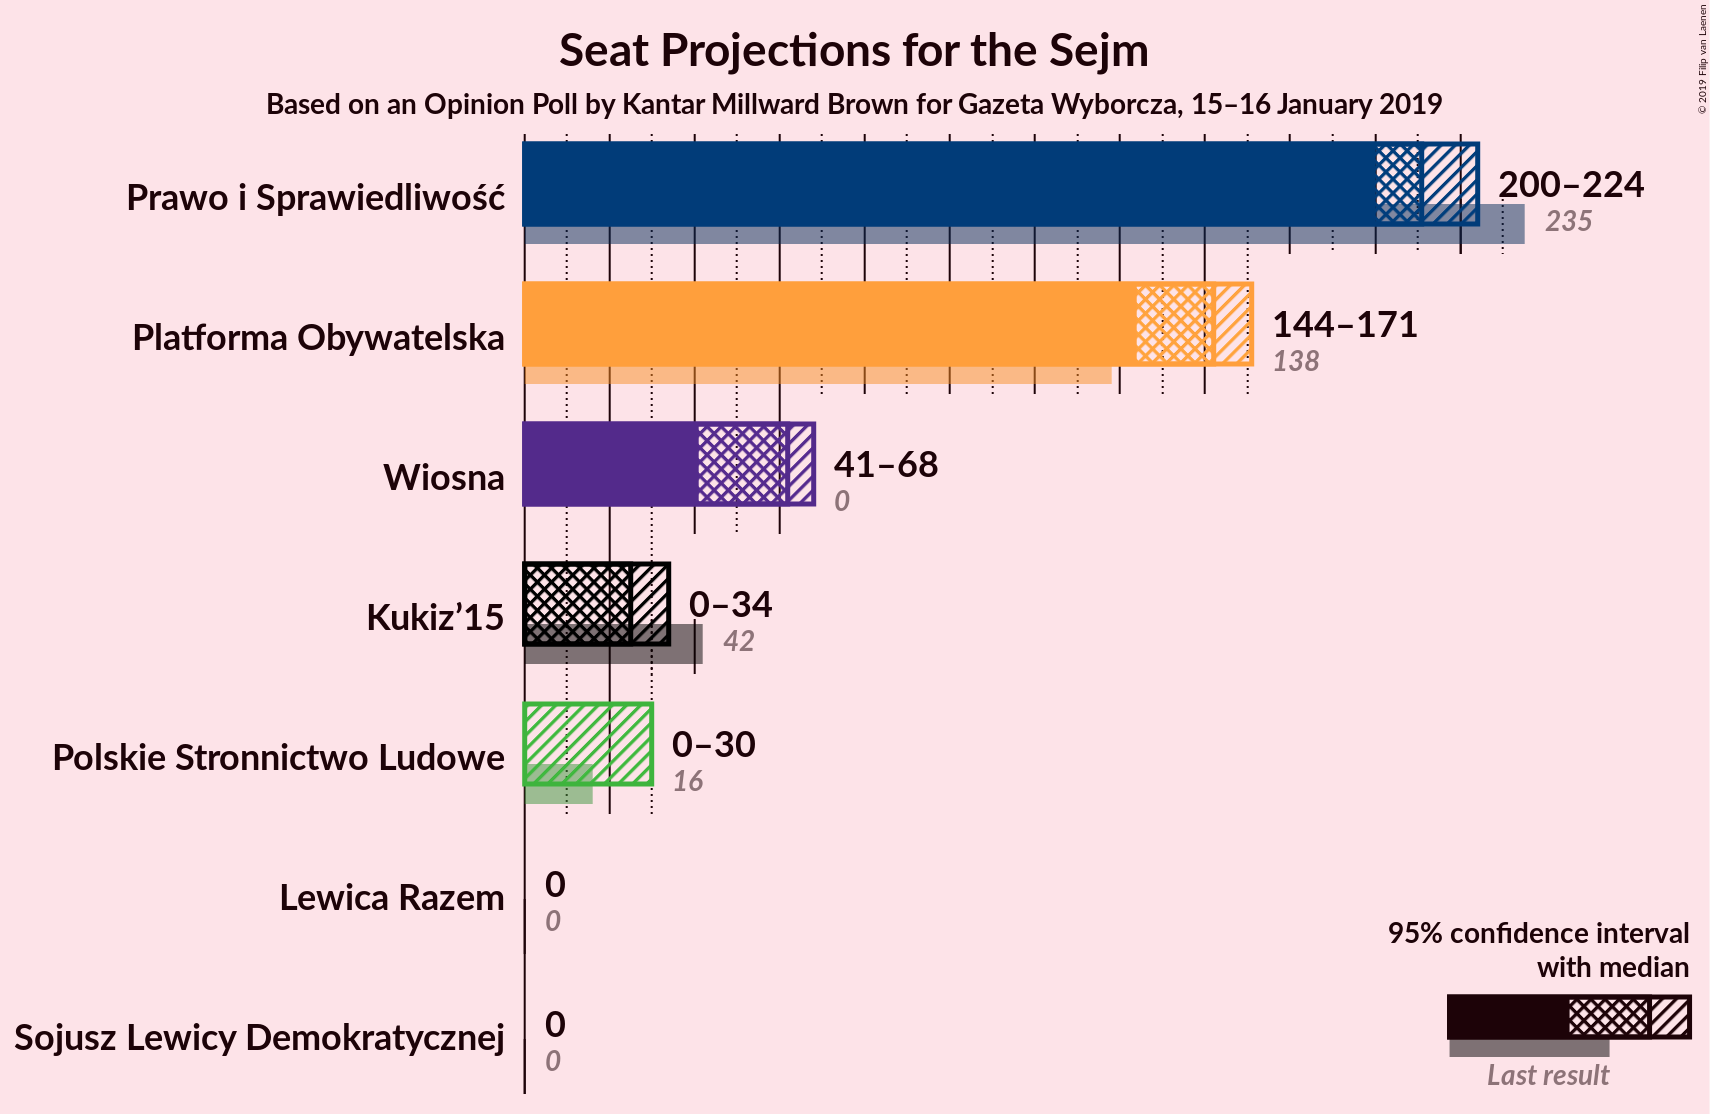 Seat Projections for the Sejm
Based on an Opinion Poll by Kantar Millward Brown for Gazeta Wyborcza, 15–16 January 2019
© 2019 Filip van Laenen
Prawo i Sprawiedliwość
200–224
235
Platforma Obywatelska
144–171
138
Wiosna
41–68
0
Kukiz’15
0–34
42
Polskie Stronnictwo Ludowe
0–30
16
Lewica Razem
0
0
Sojusz Lewicy Demokratycznej
0
0
95% confidence interval
with median
Last result